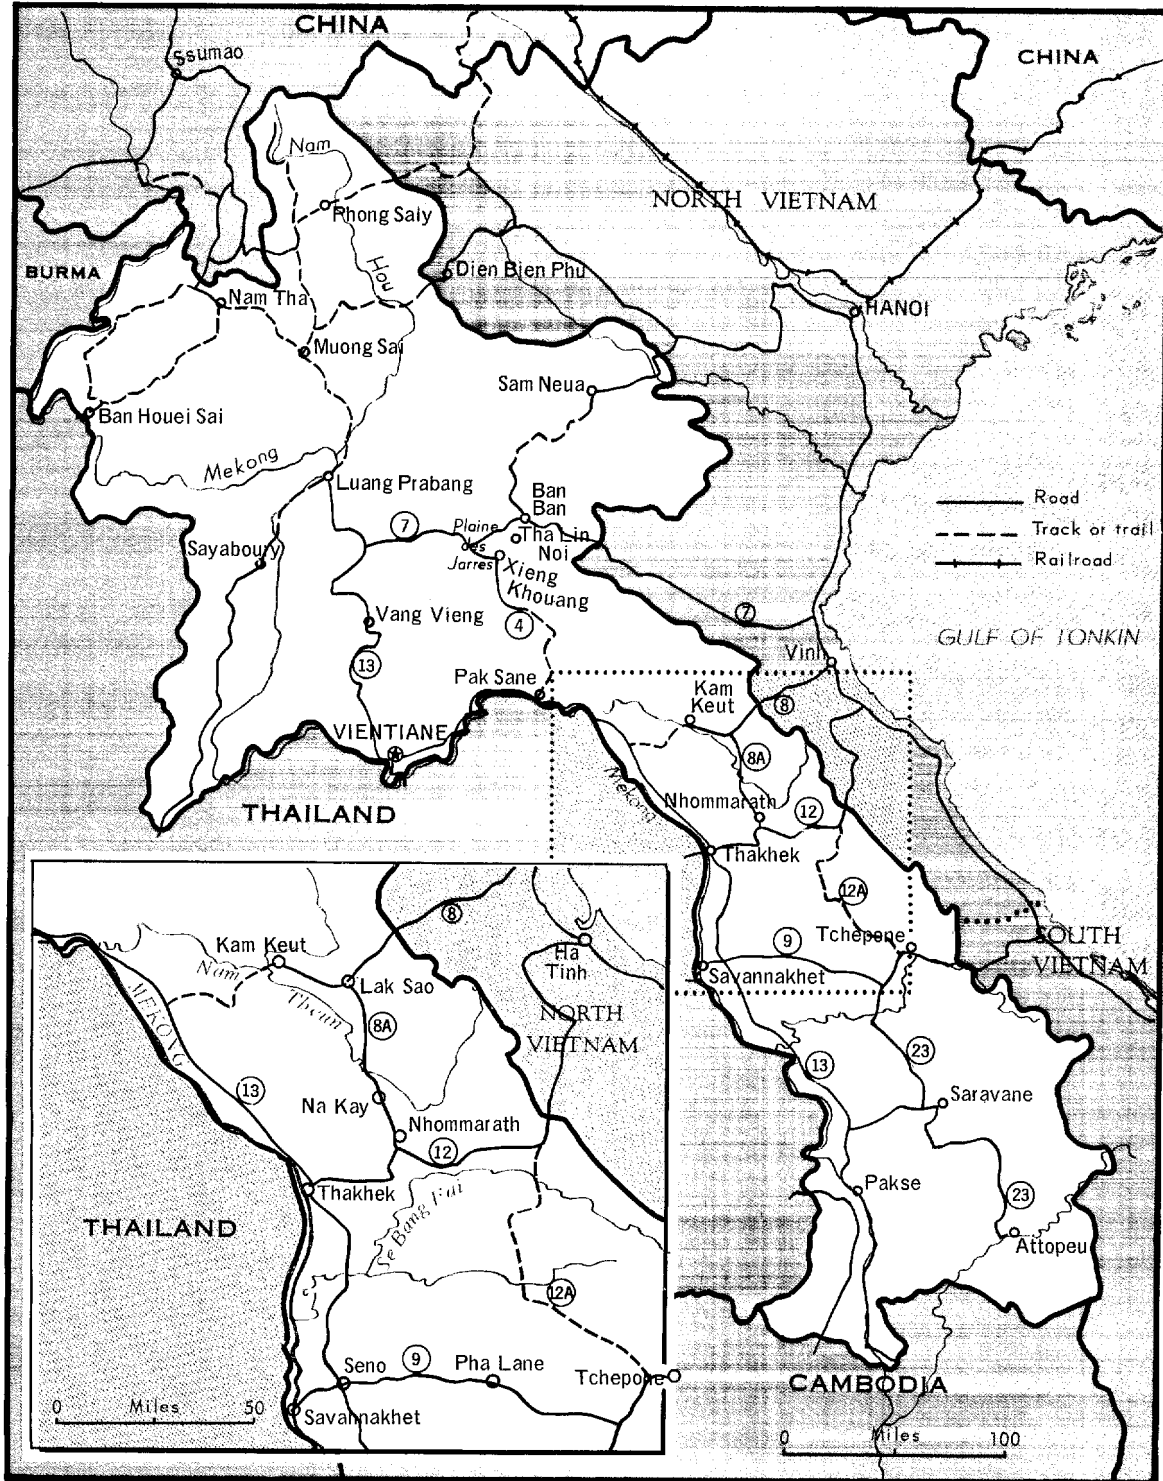 CHINA
Ssumao
CHINA
Nam
NORTH VIETNAM
Phong Saly
Hou
BURMA
Dien Bien Phu
Nam Tha
HANOI
Muong Sai
Sam Neua
Ban Houei Sai
Mekong
Luang Prabang
Ban
Ban
Road
7
Plaine
des
Jarres
Tha Lin
Noi
Track or trail
Sayaboury
Railroad
Xieng
Khouang
7
Vang Vieng
4
GULF OF TONKIN
Vinh
13
Pak Sane
Kam
Keut
8
VIENTIANE
8A
Mekong
THAILAND
Nhommarath
12
Thakhek
12A
9
Tchepone
SOUTH
VIETNAM
Savannakhet
23
13
Saravane
Pakse
23
Attopeu
CAMBODIA
0 Miles 100
8
Kam Keut
Ha
Tinh
Nam
Lak Sao
MEKONG
Theun
NORTH
VIETNAM
8A
13
Na Kay
Nhommarath
12
Thakhek
THAILAND
Se Bang Fai
12A
Seno
9
Pha Lane
Tchepone
0 Miles 50
Savannakhet